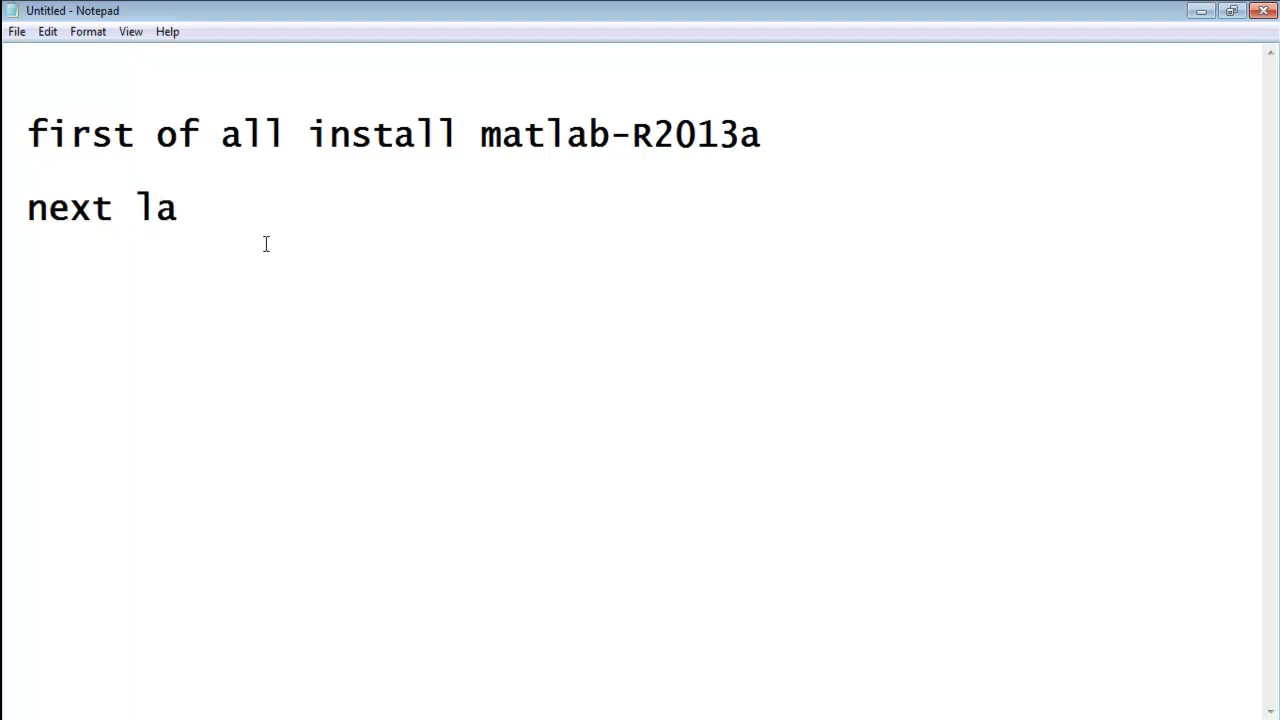 Untitled - Notepad
File Edit Format View Help
first of all install matlab-R2013a
next la